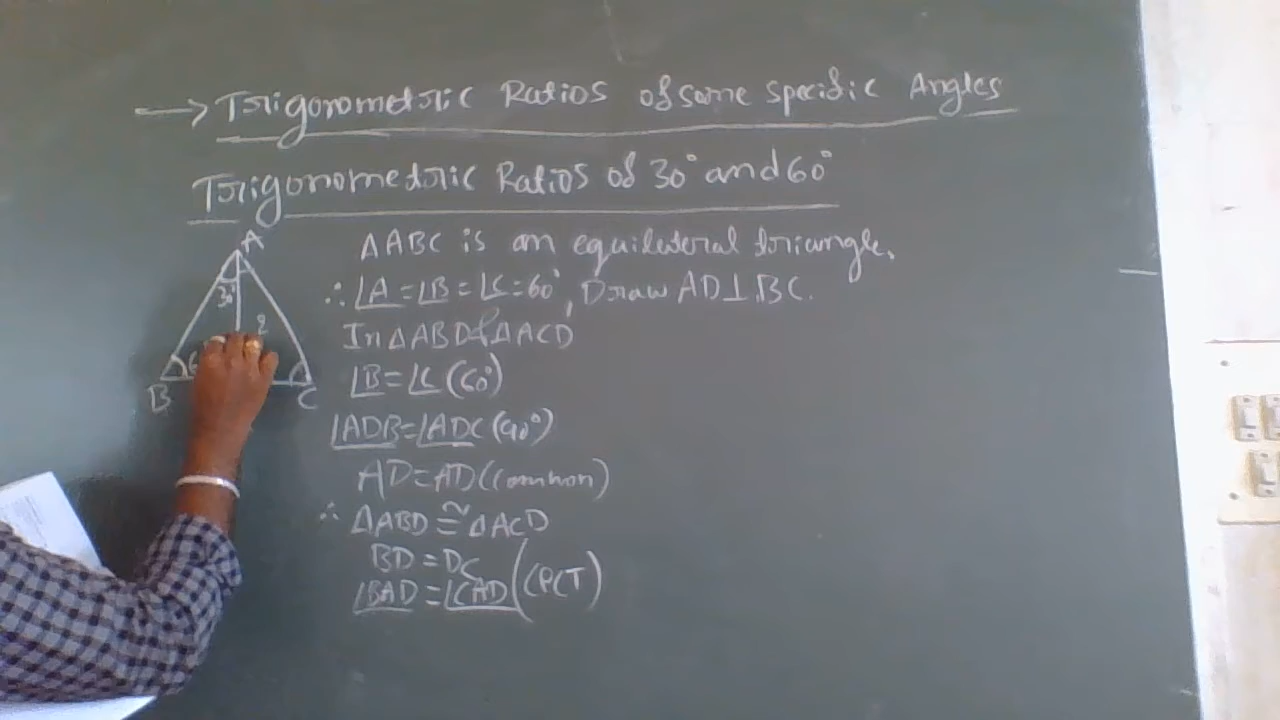 → Trigonometric Ratios of some specific Angles
Trigonometric Ratios of 30° and 60°
A
30°
B
C
ΔABC is an equilateral triangle.
∴ ∠A = ∠B = ∠C = 60°, Draw AD ⊥ BC.
In ΔABD & ΔACD
∠B = ∠C (60°)
∠ADB = ∠ADC (90°)
AD = AD (common)
∴ ΔABD ≅ ΔACD
BD = DC
∠BAD = ∠CAD (CPCT)